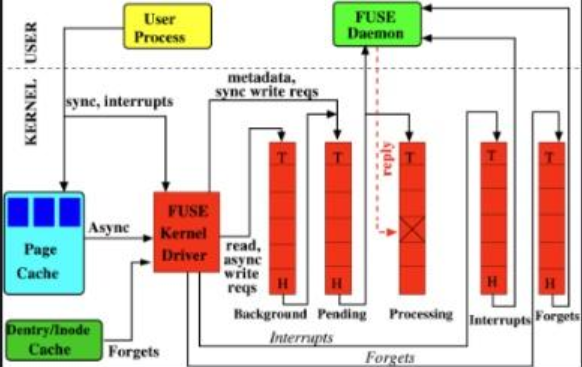 User
Process
FUSE
Daemon
USER
KERNEL
metadata,
sync write reqs
sync, interrupts
T
T
T
T
T
reply
FUSE
Kernel
Driver
Async
Page
Cache
read,
async
write
reqs
H
H
H
H
Background
Pending
Processing
Interrupts
Forgets
Dentry/Inode
Cache
Forgets
Interrupts
Forgets